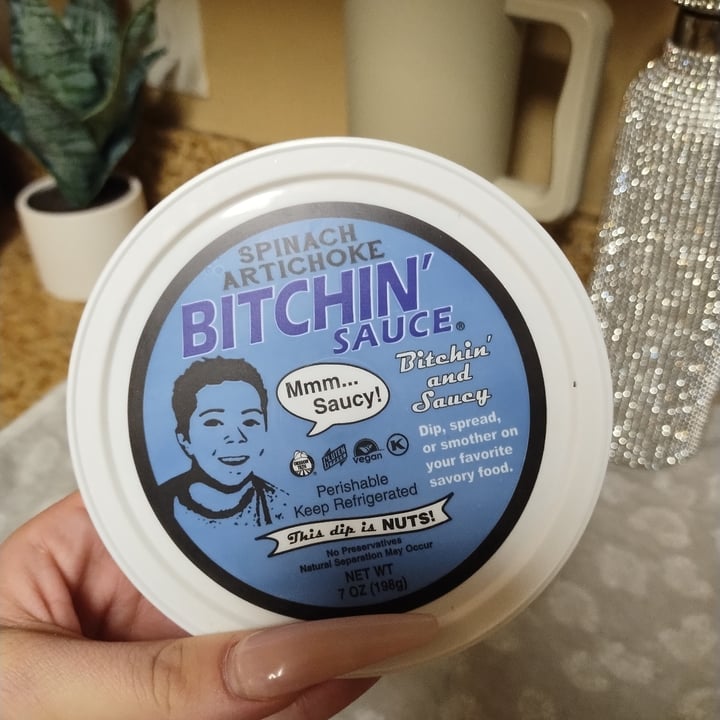 SPINACH
ARTICHOKE
BITCHIN'
SAUCE®
Bitchin'
and
Saucy
Mmm...
Saucy!
Dip, spread,
or smother on
your favorite
savory food.
vegan
K
Perishable
Keep Refrigerated
This dip is NUTS!
No Preservatives
Natural Separation May Occur
NET WT
7 OZ (198g)